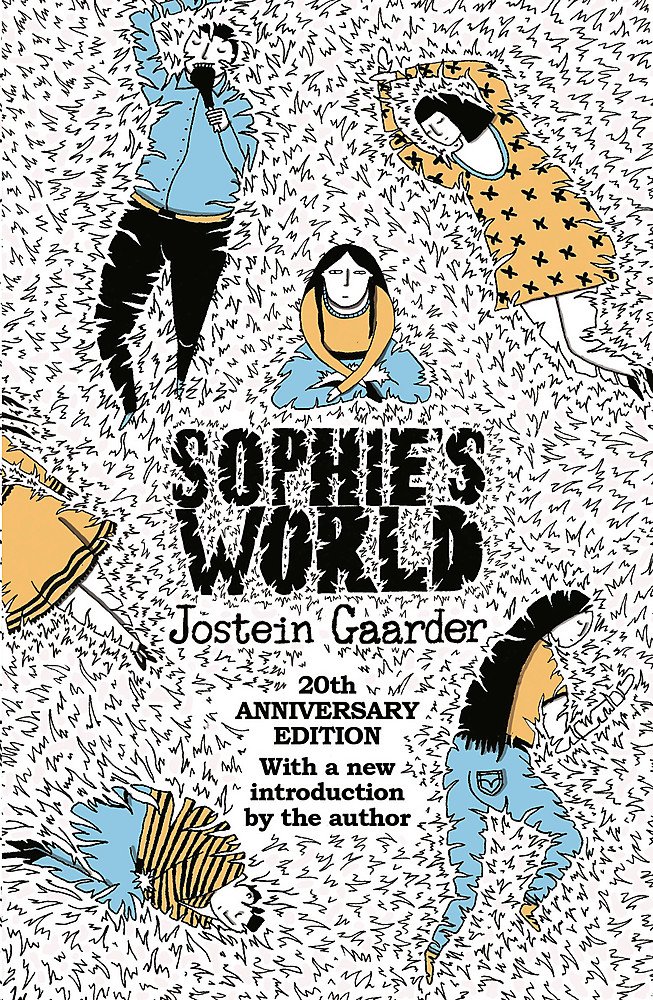 SOPHIE'S
WORLD
Jostein Gaarder
20th
ANNIVERSARY
EDITION
With a new
introduction
by the author